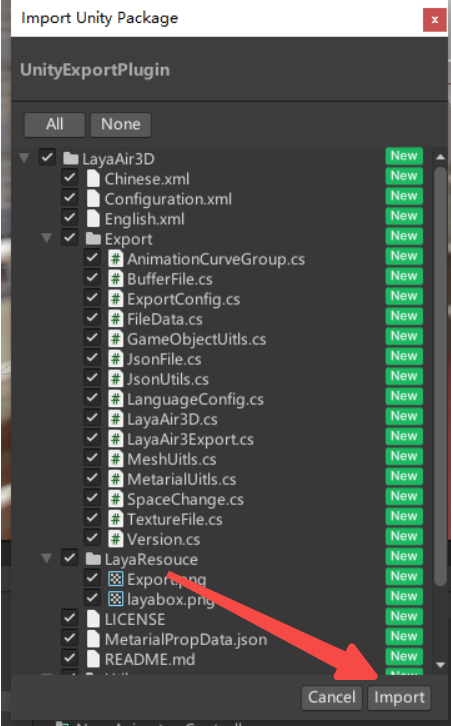 Import Unity Package
x
UnityExportPlugin
All None
LayaAir3D New
Chinese.xml New
Configuration.xml New
English.xml New
Export New
AnimationCurveGroup.cs New
BufferFile.cs New
ExportConfig.cs New
FileData.cs New
GameObjectUitls.cs New
JsonFile.cs New
JsonUtils.cs New
LanguageConfig.cs New
LayaAir3D.cs New
LayaAir3Export.cs New
MeshUitls.cs New
MetarialUitls.cs New
SpaceChange.cs New
TextureFile.cs New
Version.cs New
LayaResouce New
Export.png New
layabox.png New
LICENSE New
MetarialPropData.json New
README.md New
Cancel Import